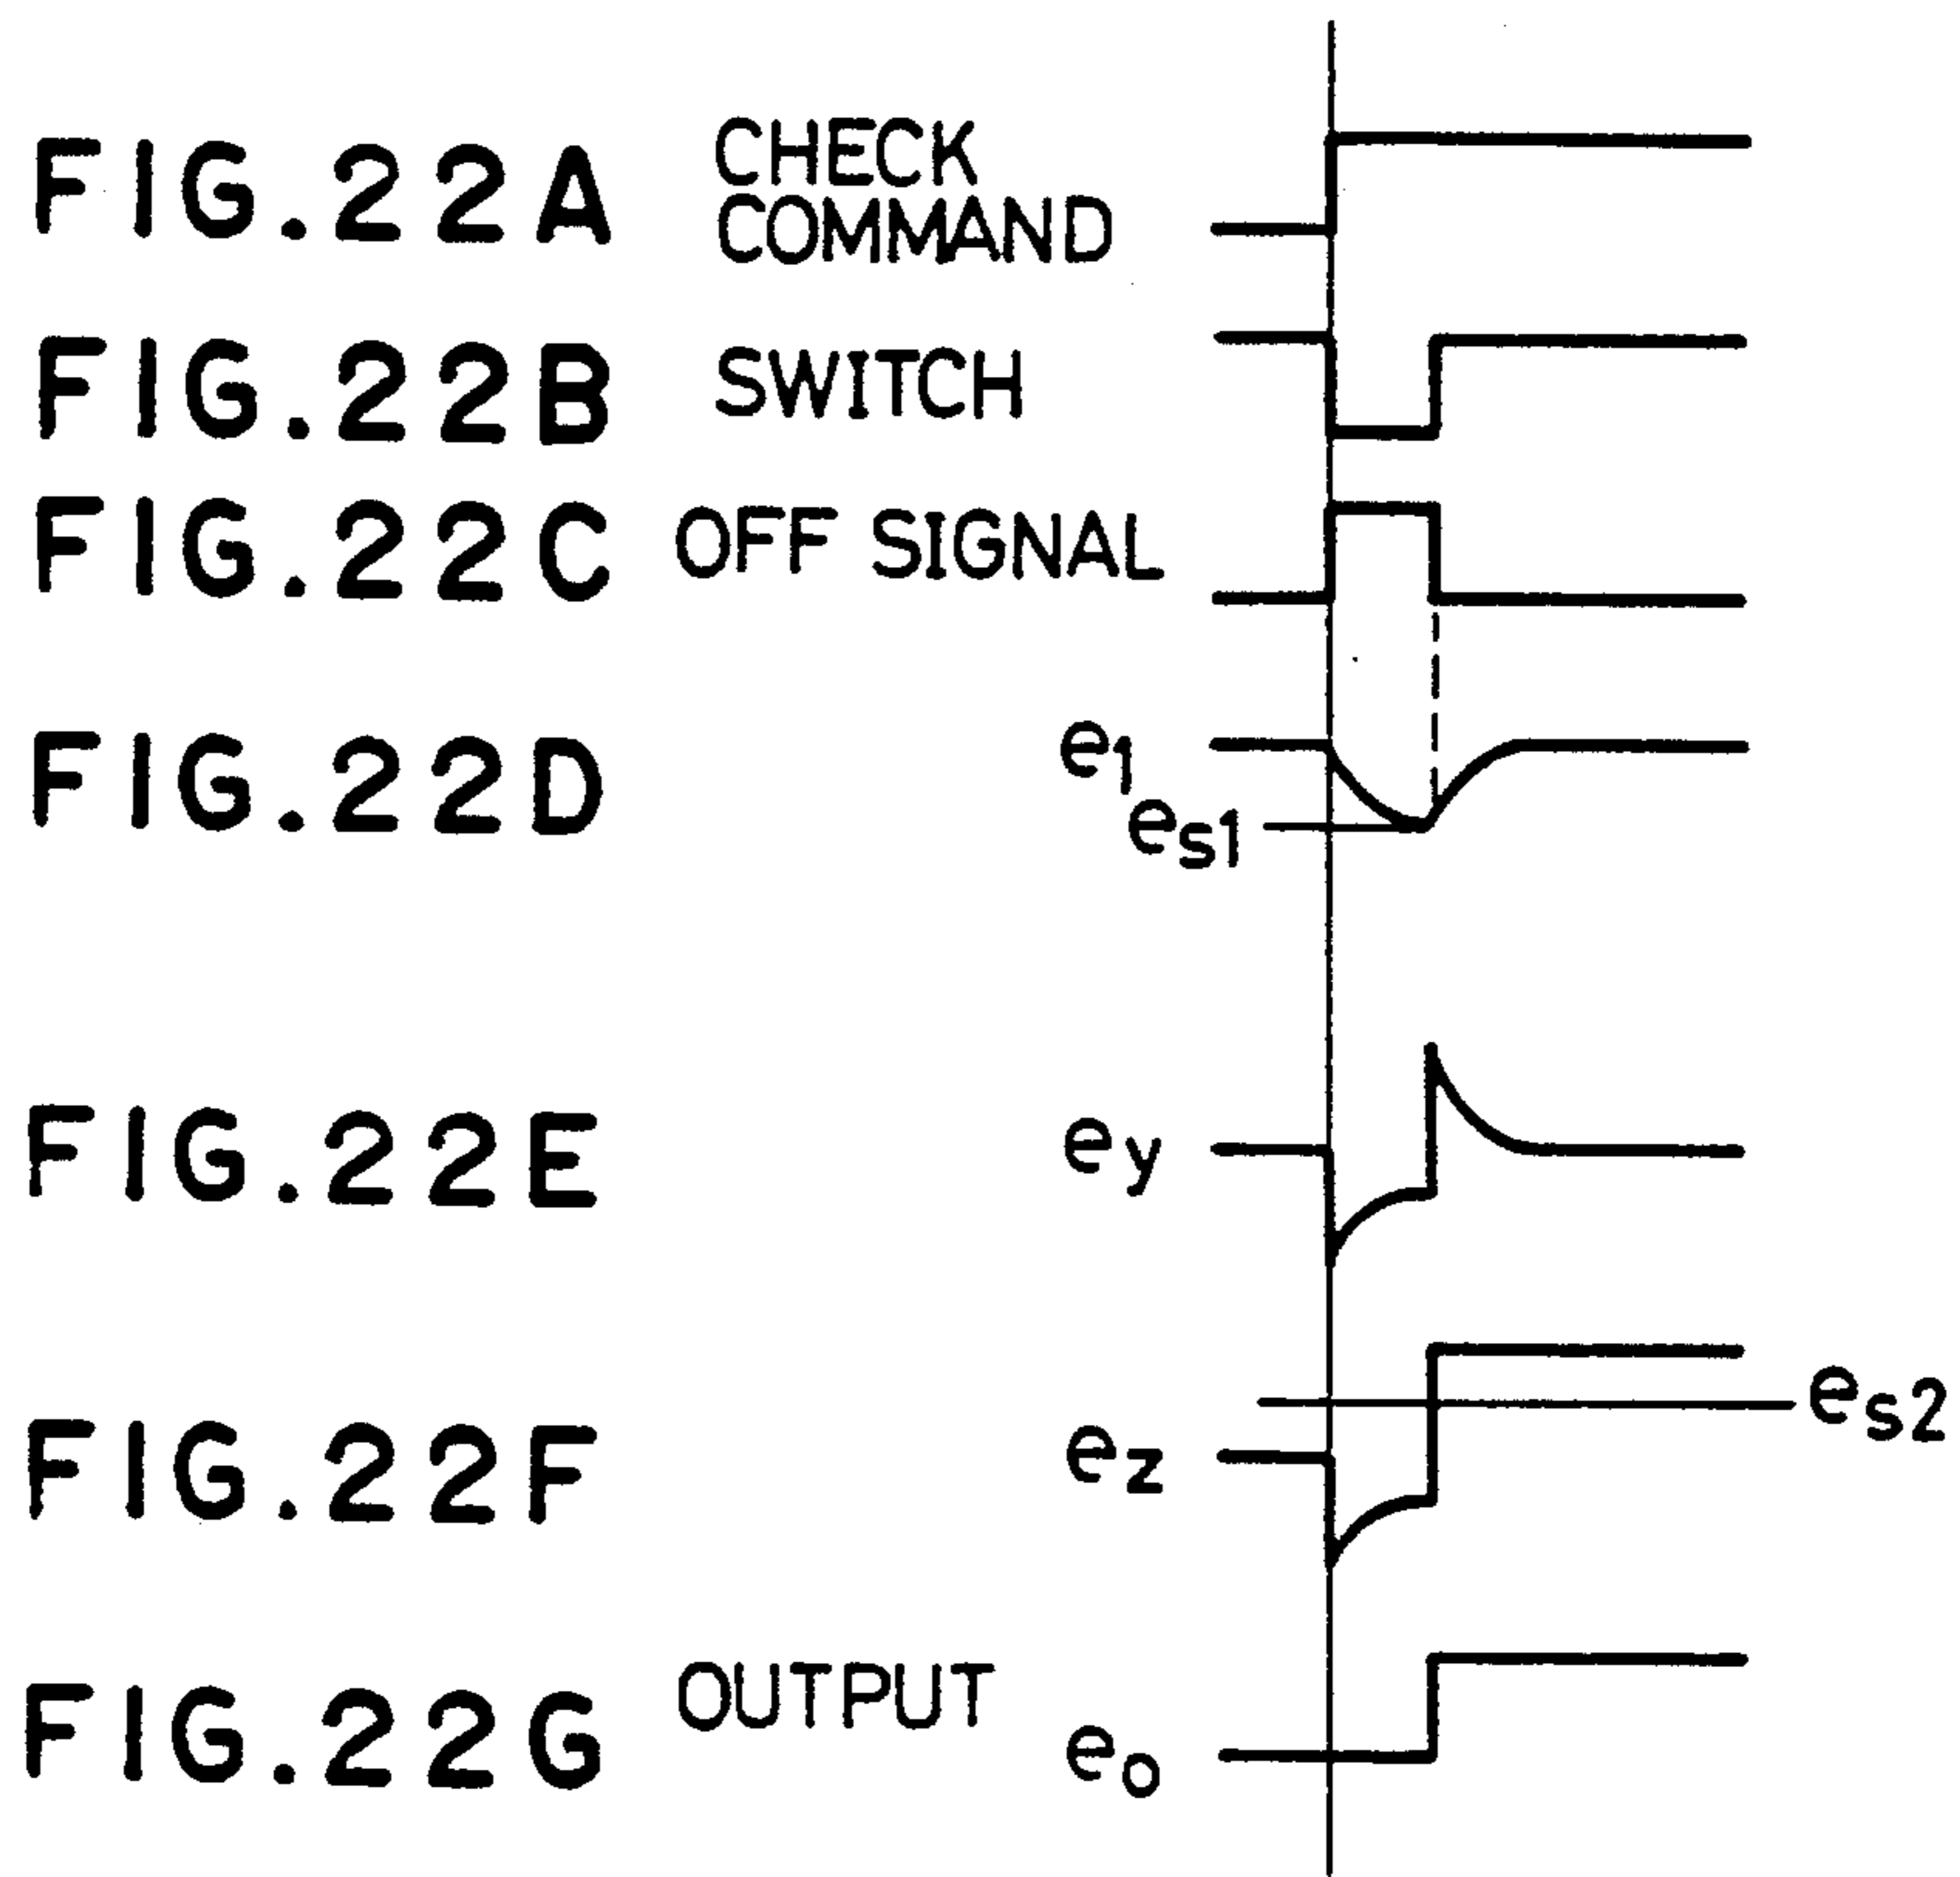 FIG.22A CHECK COMMAND
FIG.22B SWITCH
FIG.22C OFF SIGNAL
FIG.22D e1
es1
FIG.22E ey
es2
FIG.22F ez
FIG.22G OUTPUT
eo